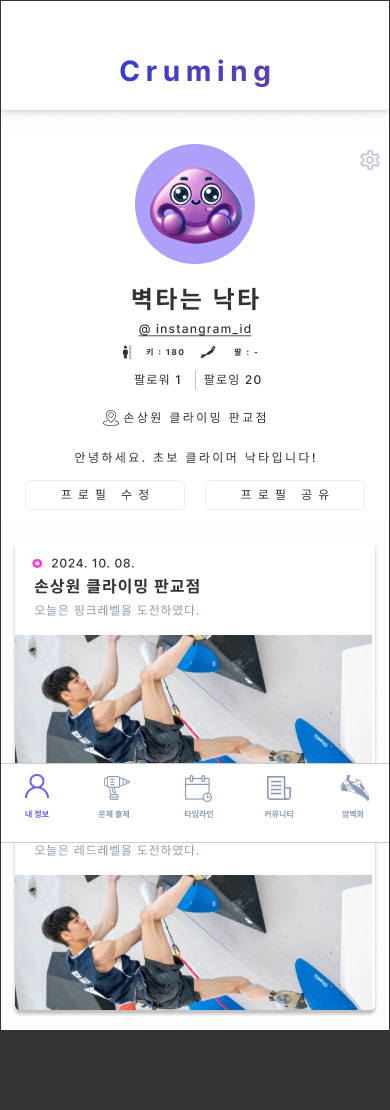 Cruming
벽타는 낙타
@ instangram_id
키 : 180 팔 : -
팔로워 1 팔로잉 20
손상원 클라이밍 판교점
안녕하세요. 초보 클라이머 낙타입니다!
프로필 수정 프로필 공유
2024. 10. 08.
손상원 클라이밍 판교점
오늘은 핑크레벨을 도전하였다.
내 정보 문제 출제 타임라인 커뮤니티 암벽화
오늘은 레드레벨을 도전하였다.